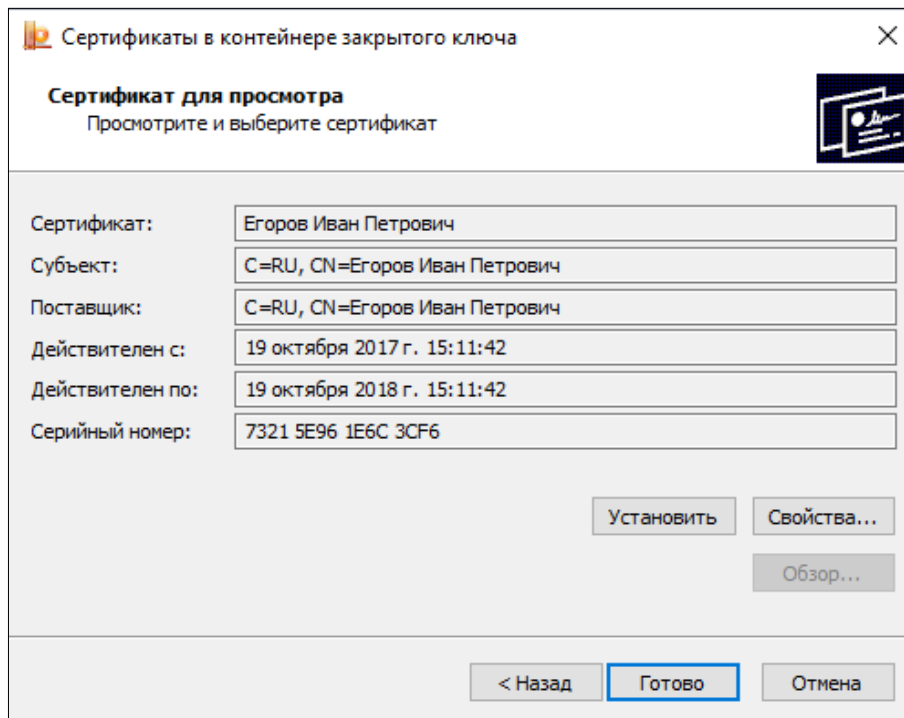 Сертификаты в контейнере закрытого ключа
Сертификат для просмотра
Просмотрите и выберите сертификат
Сертификат: Егоров Иван Петрович
Субъект: C=RU, CN=Егоров Иван Петрович
Поставщик: C=RU, CN=Егоров Иван Петрович
Действителен с: 19 октября 2017 г. 15:11:42
Действителен по: 19 октября 2018 г. 15:11:42
Серийный номер: 7321 5E96 1E6C 3CF6
Установить Свойства...
Обзор...
< Назад Готово Отмена